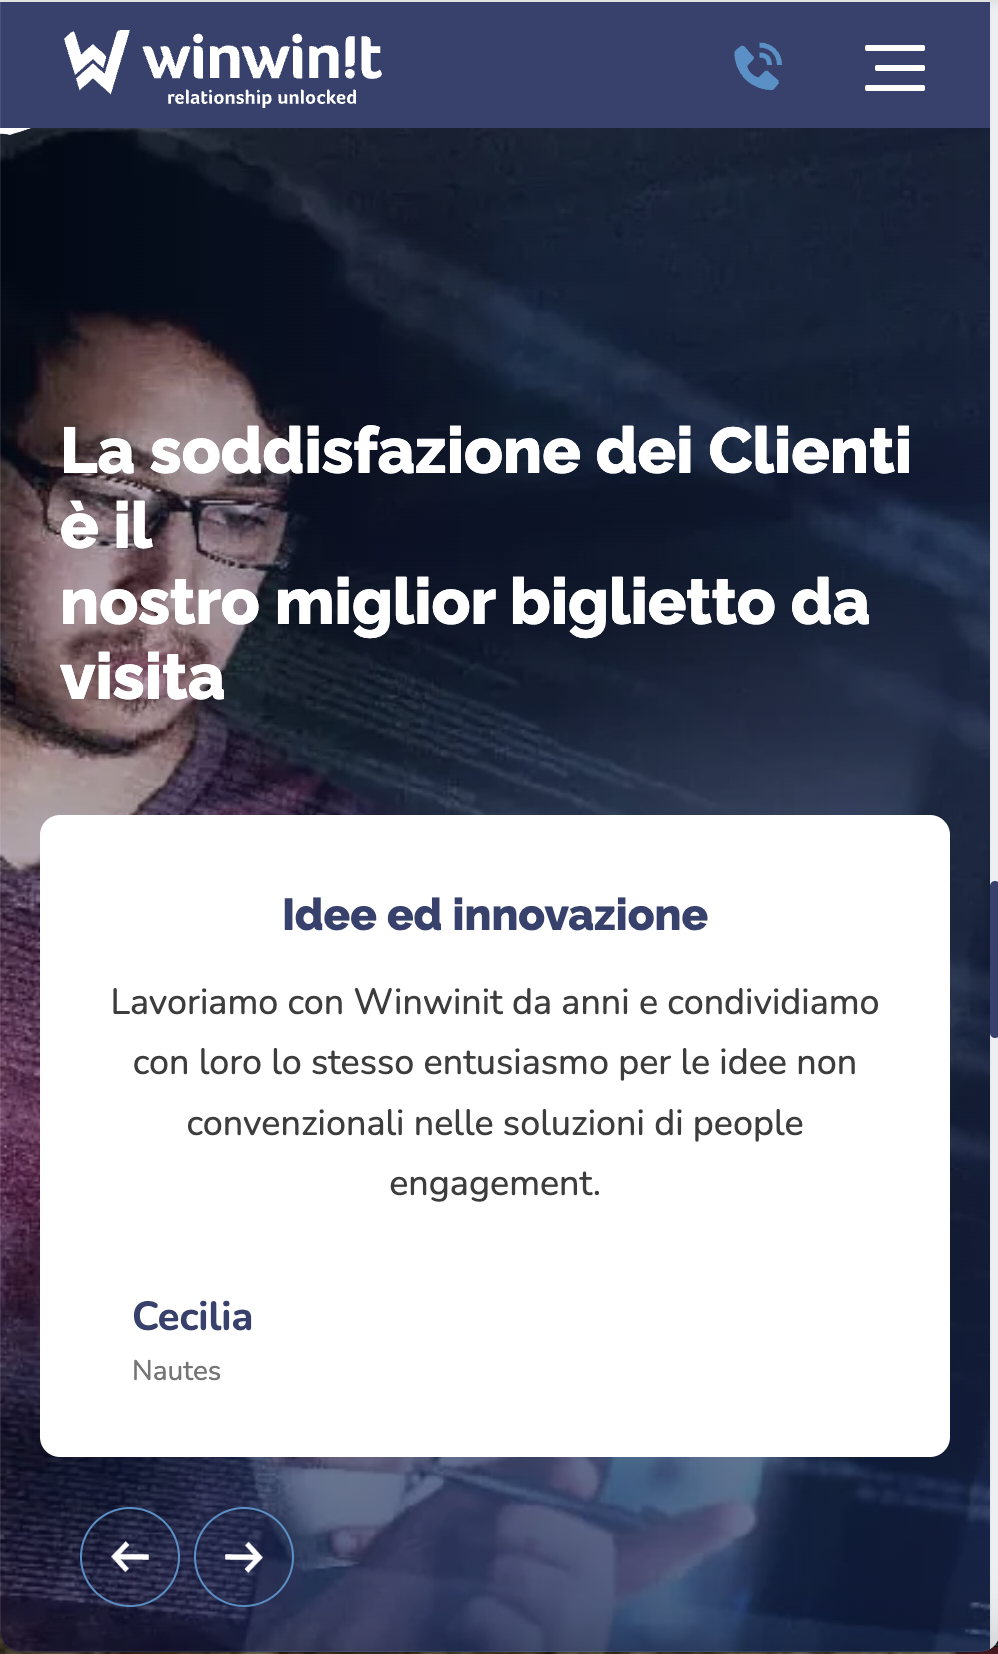 winwin!t
relationship unlocked
La soddisfazione dei Clienti
è il
nostro miglior biglietto da
visita
Idee ed innovazione
Lavoriamo con Winwinit da anni e condividiamo
con loro lo stesso entusiasmo per le idee non
convenzionali nelle soluzioni di people
engagement.
Cecilia
Nautes